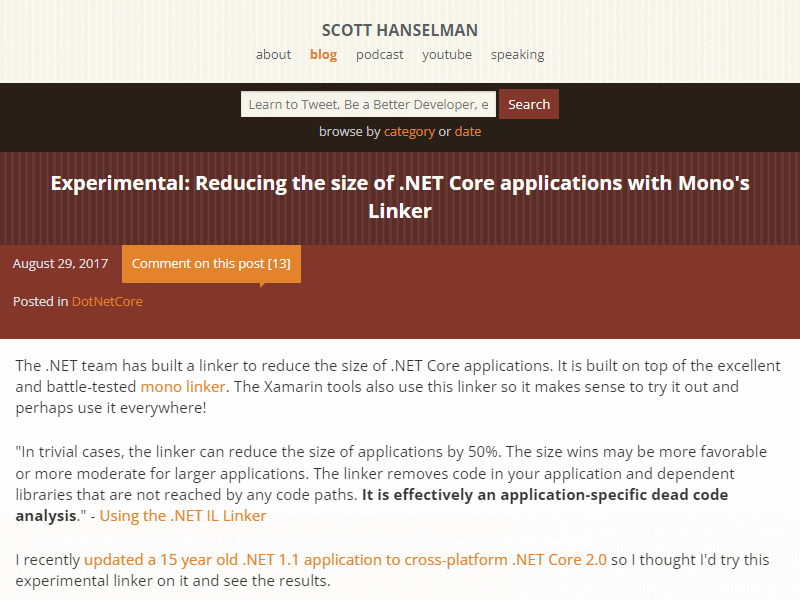 SCOTT HANSELMAN
about blog podcast youtube speaking
Learn to Tweet, Be a Better Developer, e Search
browse by category or date
Experimental: Reducing the size of .NET Core applications with Mono's
Linker
August 29, 2017 Comment on this post [13]
Posted in DotNetCore
The .NET team has built a linker to reduce the size of .NET Core applications. It is built on top of the excellent
and battle-tested mono linker. The Xamarin tools also use this linker so it makes sense to try it out and
perhaps use it everywhere!
"In trivial cases, the linker can reduce the size of applications by 50%. The size wins may be more favorable
or more moderate for larger applications. The linker removes code in your application and dependent
libraries that are not reached by any code paths. It is effectively an application-specific dead code
analysis." - Using the .NET IL Linker
I recently updated a 15 year old .NET 1.1 application to cross-platform .NET Core 2.0 so I thought I'd try this
experimental linker on it and see the results.